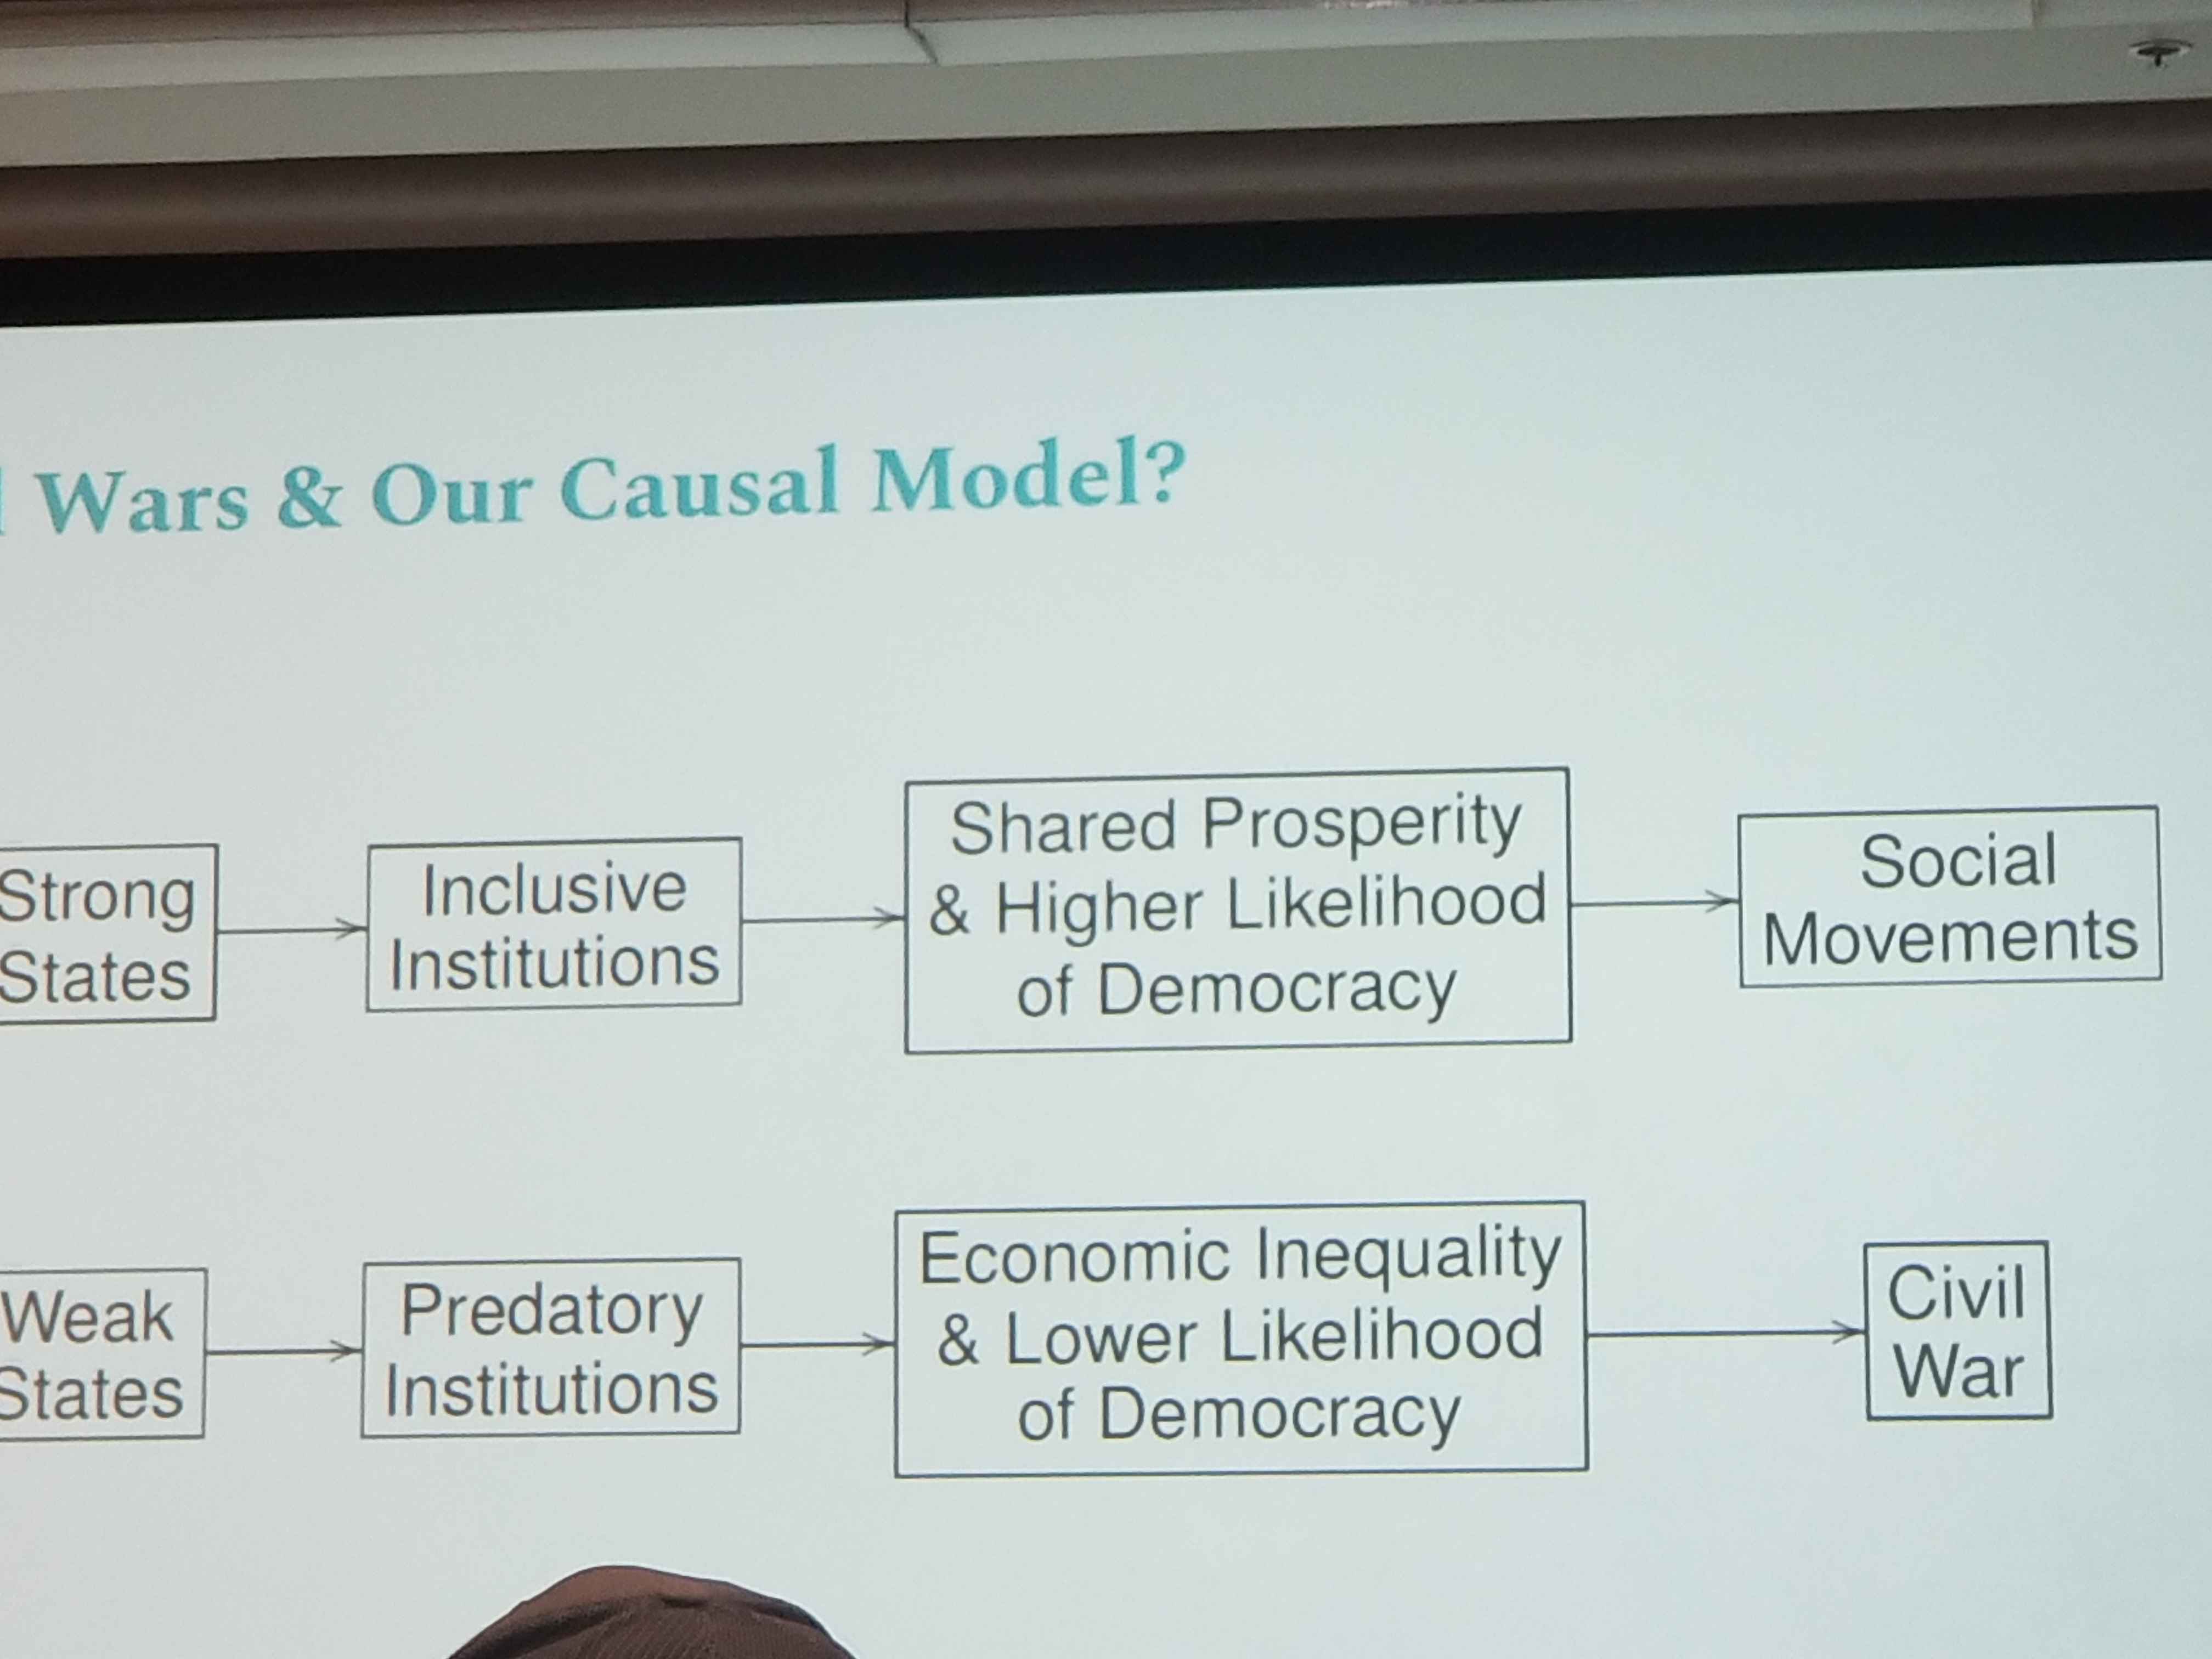 Wars & Our Causal Model?
Strong
States
Inclusive
Institutions
Shared Prosperity
& Higher Likelihood
of Democracy
Social
Movements
Weak
States
Predatory
Institutions
Economic Inequality
& Lower Likelihood
of Democracy
Civil
War